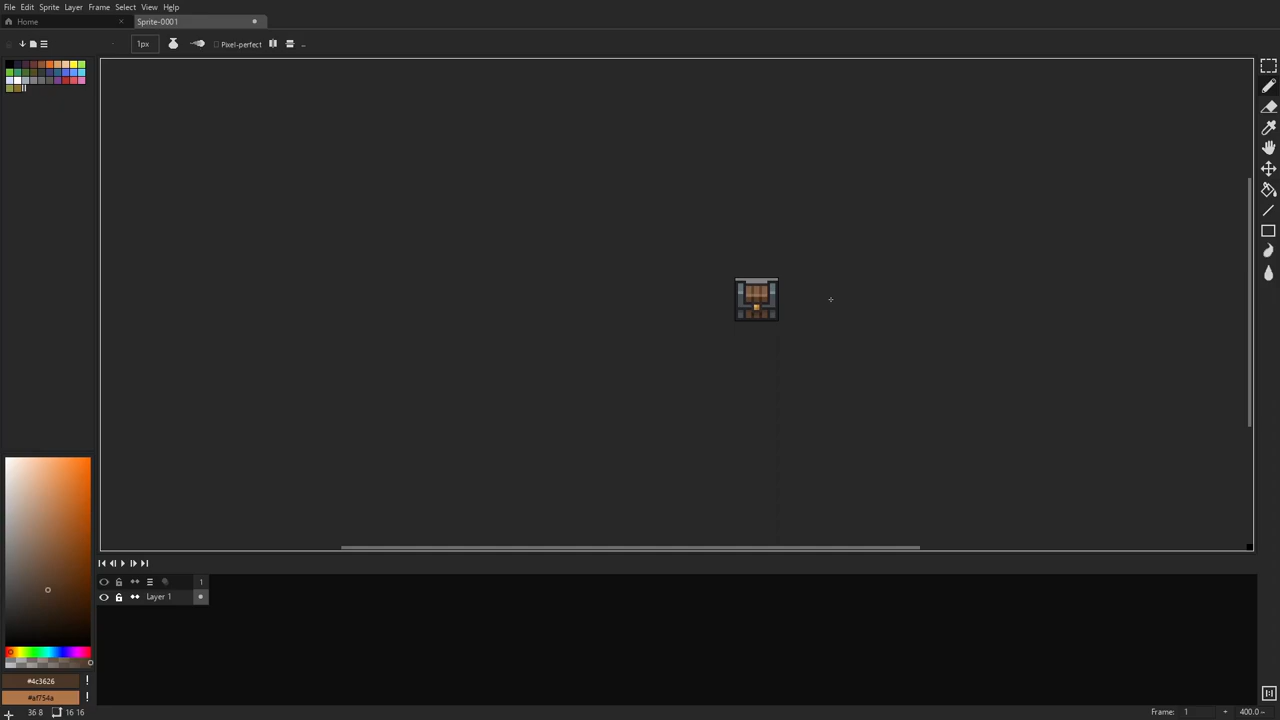 File Edit Sprite Layer Frame Select View Help
Home × Sprite-0001
1px Pixel-perfect
1
Layer 1
#4c3626 !
#af754a !
36 8 16 16 Frame: 1 400.0